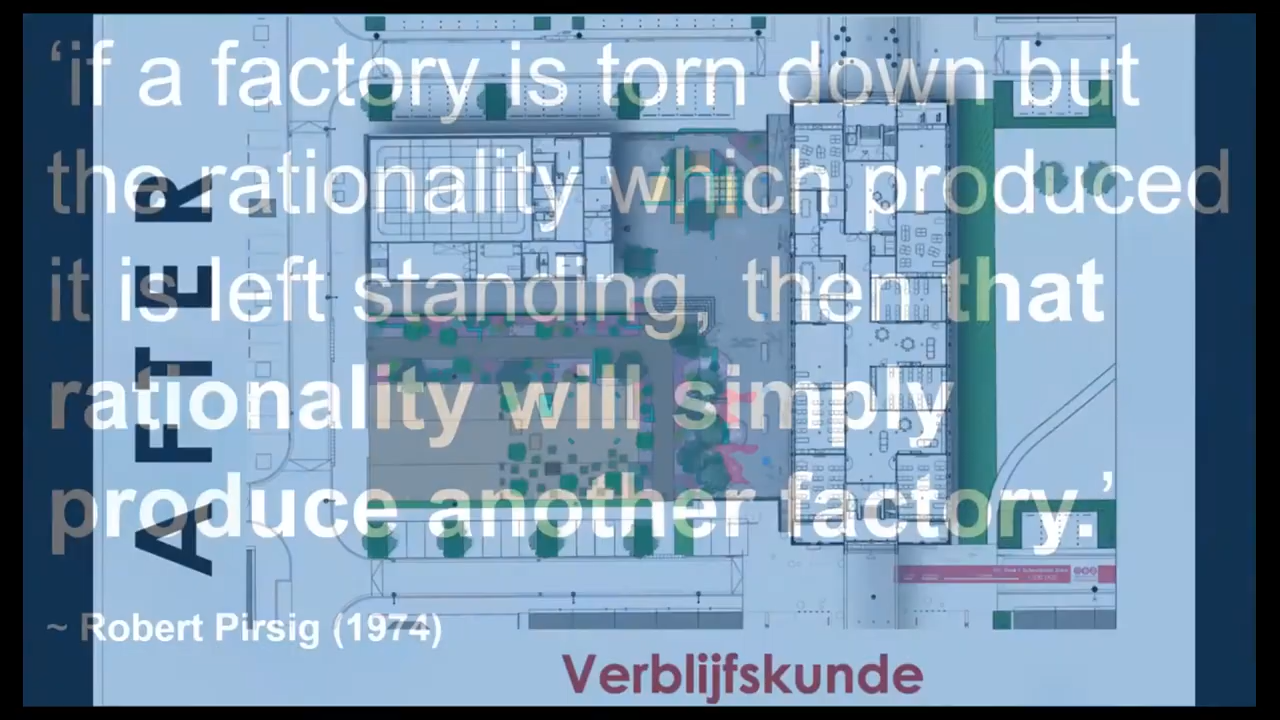 ‘if a factory is torn down but
the rationality which produced
it is left standing, then that
rationality will simply
produce another factory.’
~ Robert Pirsig (1974)
AFTER
Verblijfskunde